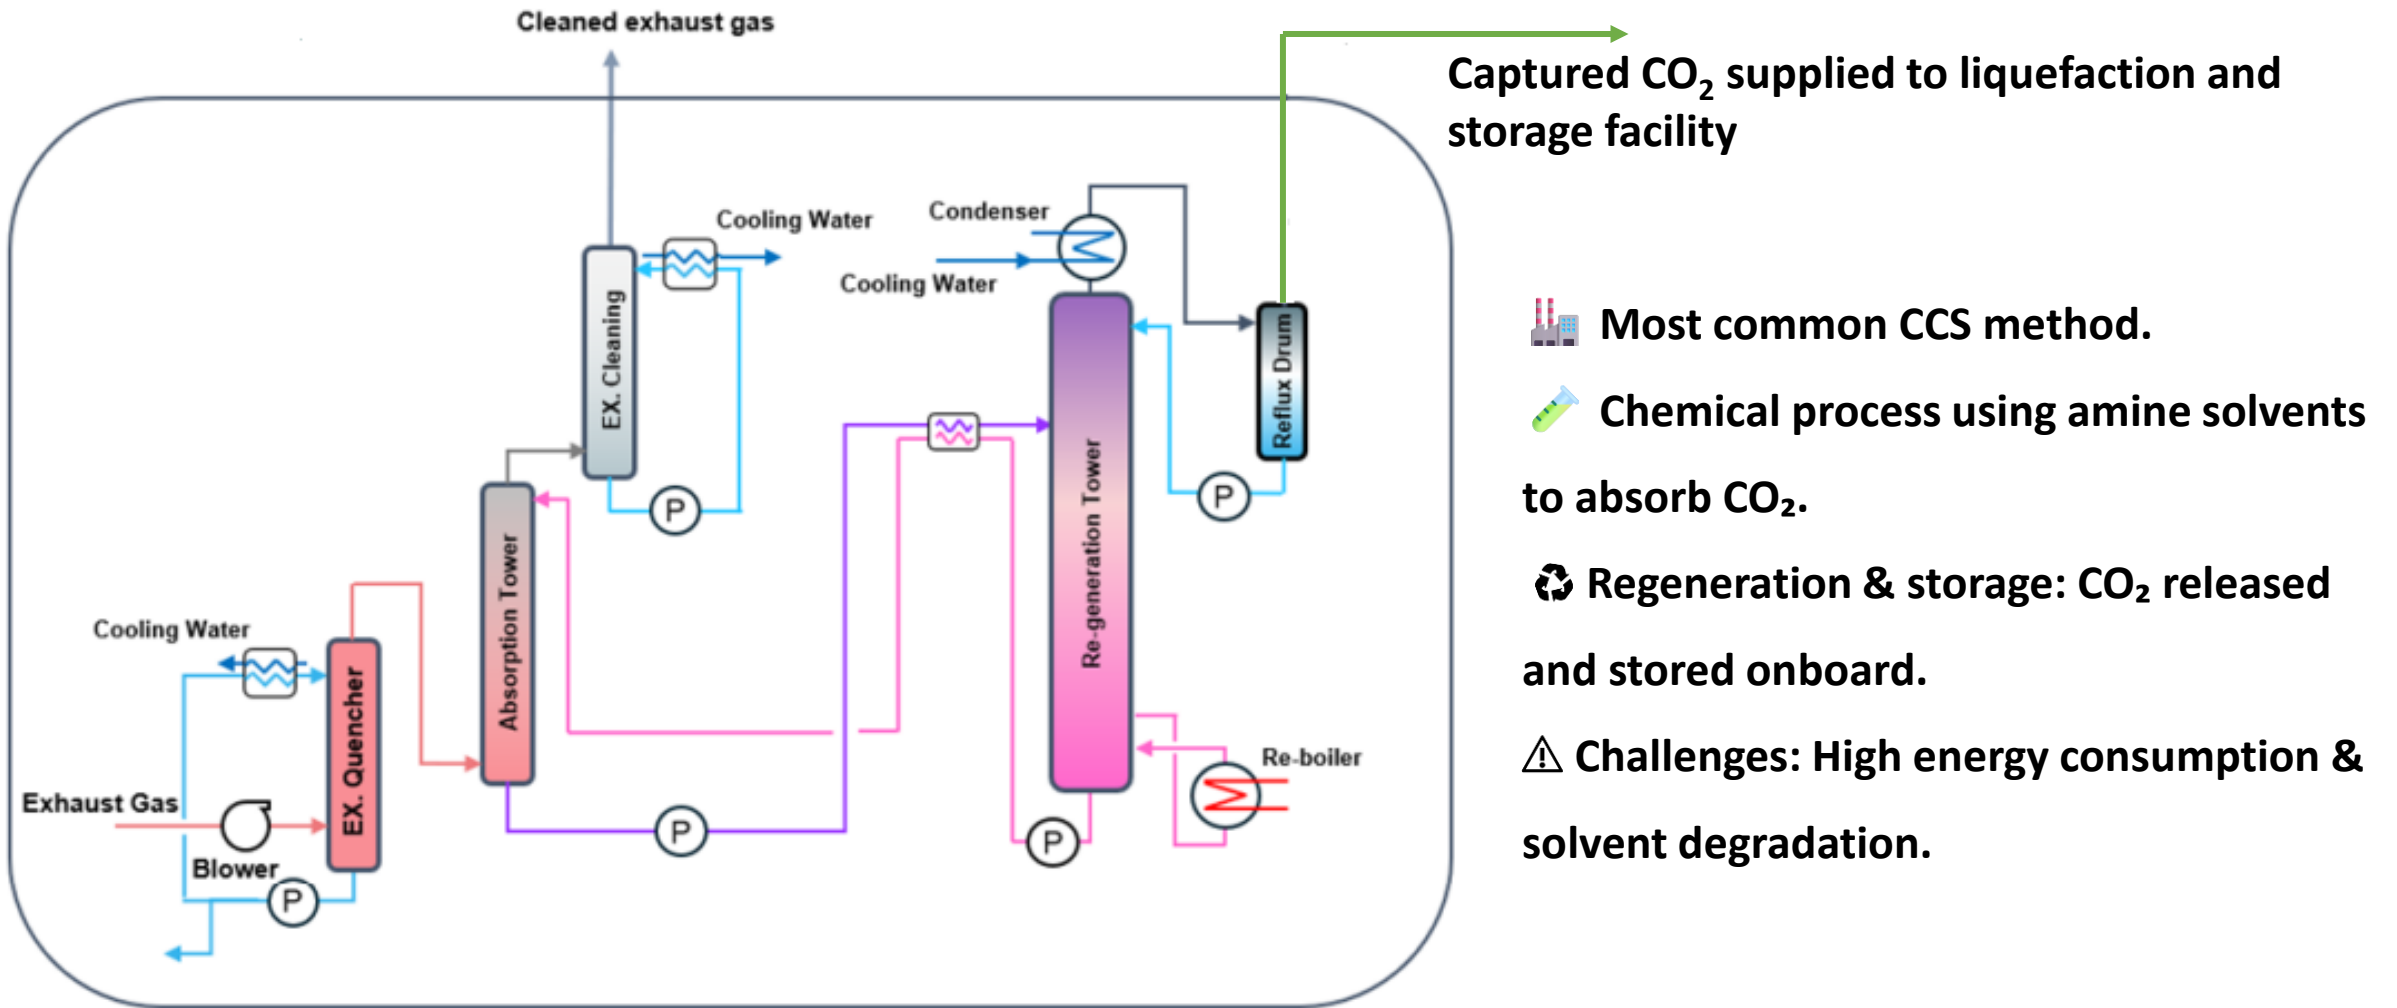 Cleaned exhaust gas
Captured CO₂ supplied to liquefaction and
storage facility
Cooling Water
Condenser
Cooling Water
EX. Cleaning
Reflux Drum
Most common CCS method.
Chemical process using amine solvents
to absorb CO₂.
P
P
Absorption Tower
Re-generation Tower
Regeneration & storage: CO₂ released
and stored onboard.
Cooling Water
EX. Quencher
Re-boiler
Challenges: High energy consumption &
solvent degradation.
Exhaust Gas
Blower
P
P
P